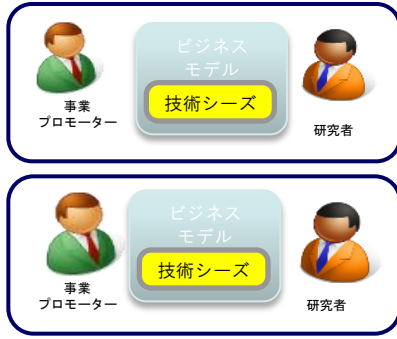 ビジネス
モデル
技術シーズ
事業
プロモーター
研究者
ビジネス
モデル
技術シーズ
事業
プロモーター
研究者